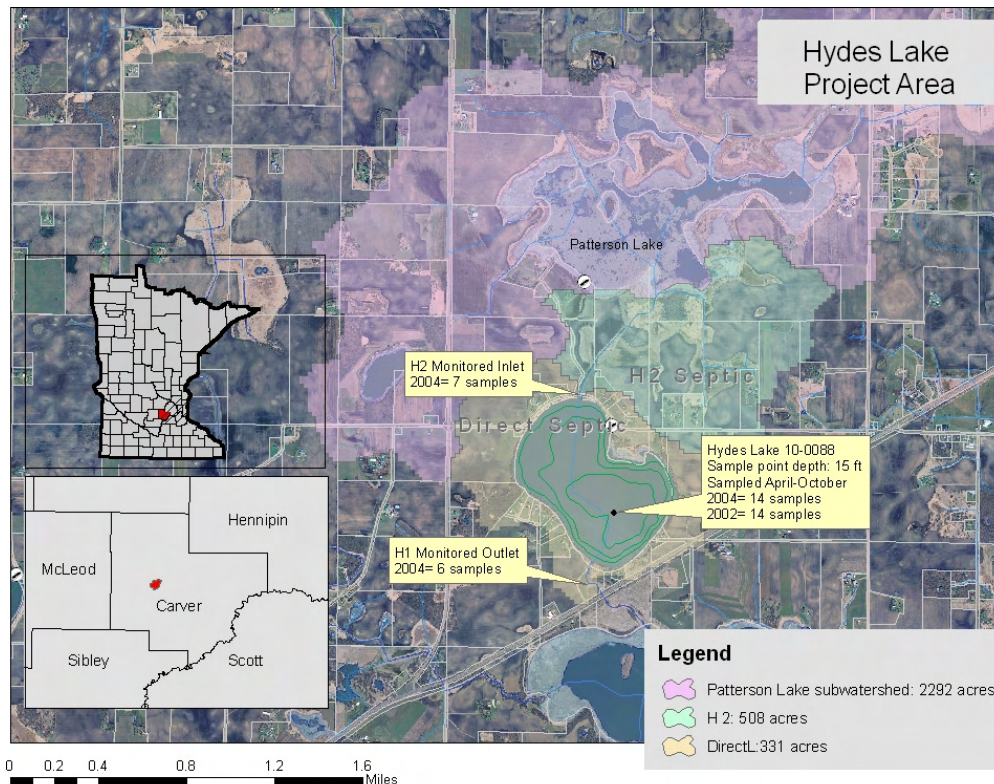 Hydes Lake
Project Area
Patterson Lake
H2 Monitored Inlet
2004= 7 samples
H2 Septic
Direct Septic
Hydes Lake 10-0088
Sample point depth: 15 ft
Sampled April-October
2004= 14 samples
2002= 14 samples
H1 Monitored Outlet
2004= 6 samples
Hennipin
McLeod
Carver
Sibley
Scott
Legend
Patterson Lake subwatershed: 2292 acres
H 2: 508 acres
DirectL:331 acres
0 0.2 0.4 0.8 1.2 1.6
Miles